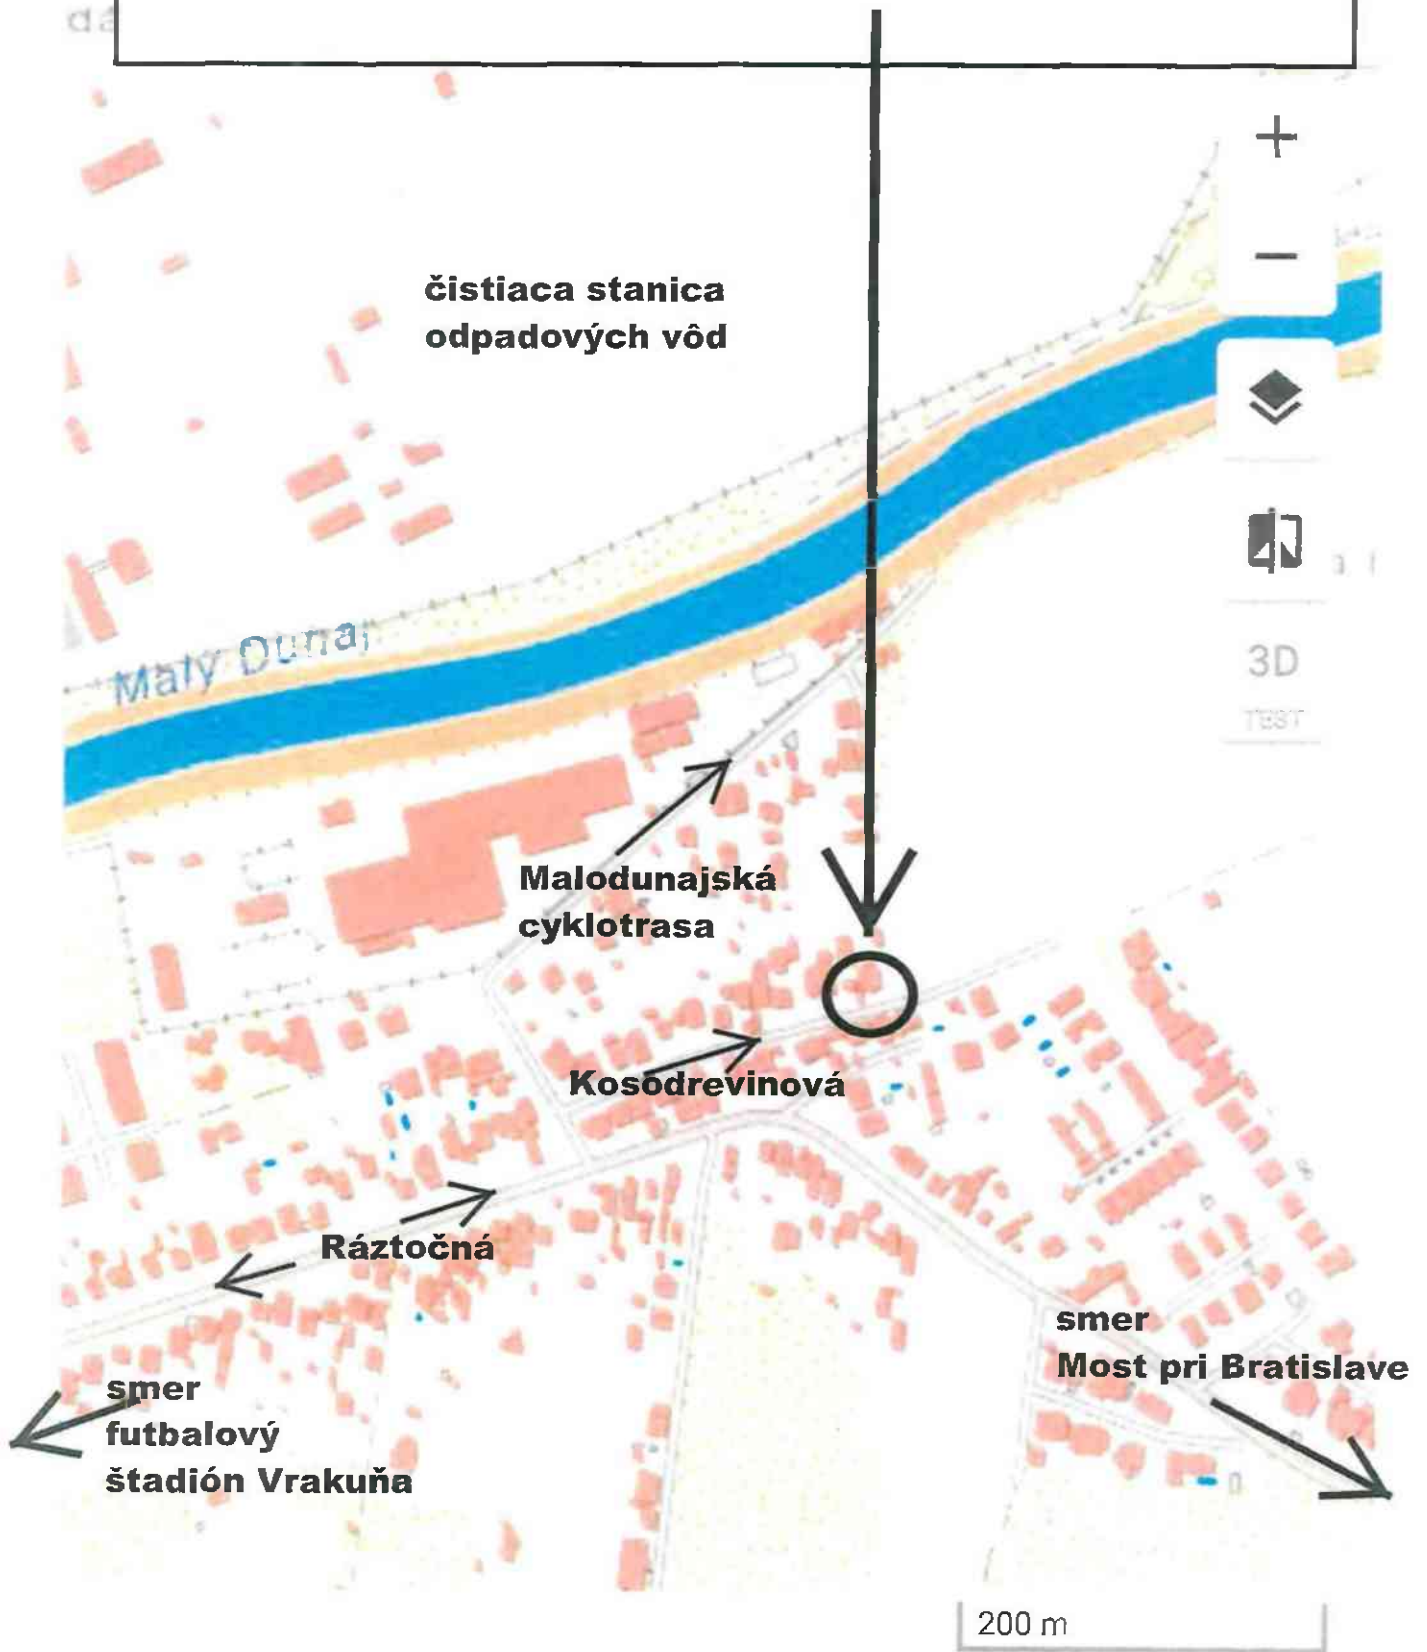 čistiaca stanica
odpadových vôd
Malý Dunaj
3D
TEST
Malodunajská
cyklotrasa
Kosodrevinová
Ráztočná
smer
Most pri Bratislave
smer
futbalový
štadión Vrakuňa
200 m